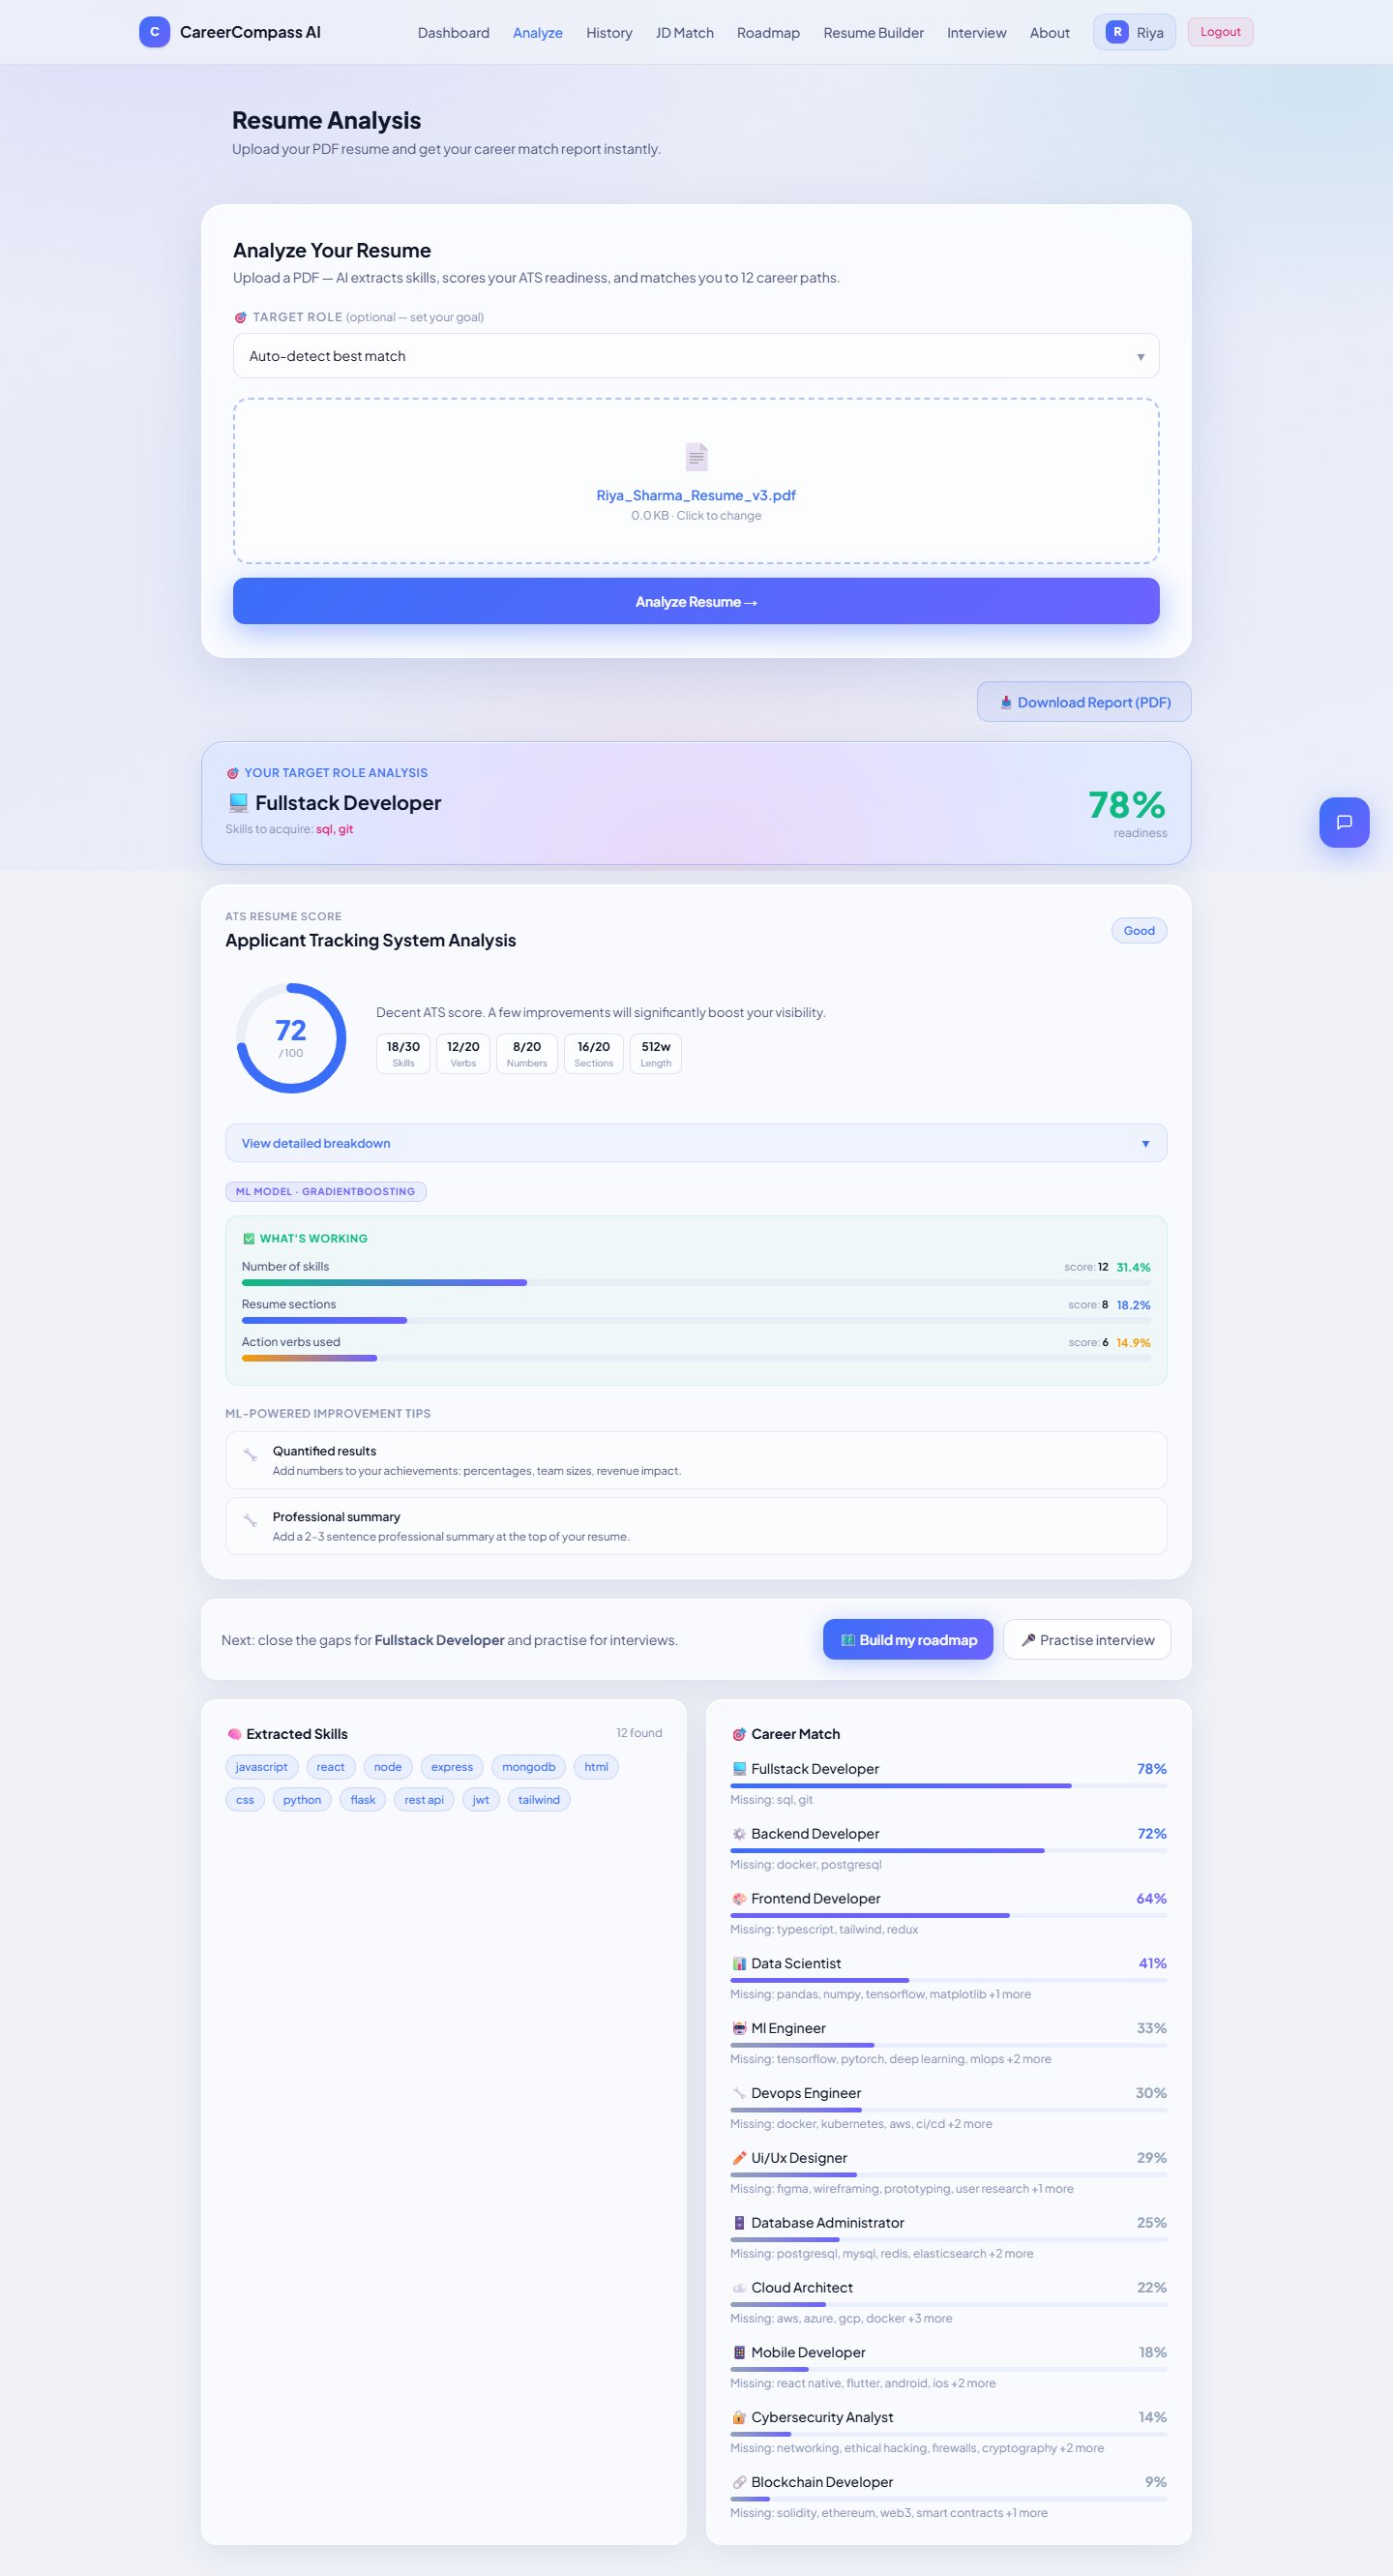 C CareerCompass AI Dashboard Analyze History JD Match Roadmap Resume Builder Interview About R Riya Logout
Resume Analysis
Upload your PDF resume and get your career match report instantly.
Analyze Your Resume
Upload a PDF — AI extracts skills, scores your ATS readiness, and matches you to 12 career paths.
🎯 TARGET ROLE (optional — set your goal)
Auto-detect best match ▼
Riya_Sharma_Resume_v3.pdf
0.0 KB · Click to change
Analyze Resume →
📥 Download Report (PDF)
🎯 YOUR TARGET ROLE ANALYSIS
💻 Fullstack Developer
Skills to acquire: sql, git
78%
readiness
ATS RESUME SCORE
Applicant Tracking System Analysis
Good
72
/100
Decent ATS score. A few improvements will significantly boost your visibility.
18/30 12/20 8/20 16/20 512w
Skills Verbs Numbers Sections Length
View detailed breakdown ▼
ML MODEL · GRADIENTBOOSTING
✅ WHAT'S WORKING
Number of skills score: 12 31.4%
Resume sections score: 8 18.2%
Action verbs used score: 6 14.9%
ML-POWERED IMPROVEMENT TIPS
Quantified results
Add numbers to your achievements: percentages, team sizes, revenue impact.
Professional summary
Add a 2–3 sentence professional summary at the top of your resume.
Next: close the gaps for Fullstack Developer and practise for interviews.
🗺️ Build my roadmap
🎤 Practise interview
🧠 Extracted Skills 12 found
javascript react node express mongodb html
css python flask rest api jwt tailwind
🎯 Career Match
💻 Fullstack Developer 78%
Missing: sql, git
⚙️ Backend Developer 72%
Missing: docker, postgresql
🎨 Frontend Developer 64%
Missing: typescript, tailwind, redux
📊 Data Scientist 41%
Missing: pandas, numpy, tensorflow, matplotlib +1 more
🤖 Ml Engineer 33%
Missing: tensorflow, pytorch, deep learning, mlops +2 more
🔧 Devops Engineer 30%
Missing: docker, kubernetes, aws, ci/cd +2 more
✏️ Ui/Ux Designer 29%
Missing: figma, wireframing, prototyping, user research +1 more
🗄️ Database Administrator 25%
Missing: postgresql, mysql, redis, elasticsearch +2 more
☁️ Cloud Architect 22%
Missing: aws, azure, gcp, docker +3 more
📱 Mobile Developer 18%
Missing: react native, flutter, android, ios +2 more
🔐 Cybersecurity Analyst 14%
Missing: networking, ethical hacking, firewalls, cryptography +2 more
🔗 Blockchain Developer 9%
Missing: solidity, ethereum, web3, smart contracts +1 more